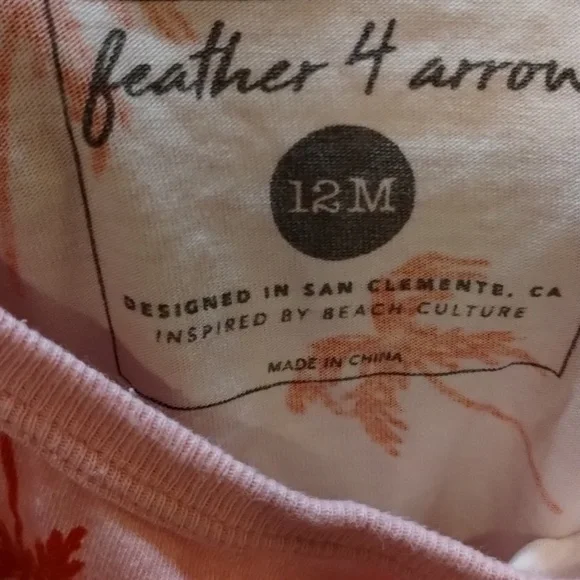 feather 4 arrow
12M
DESIGNED IN SAN CLEMENTE, CA
INSPIRED BY BEACH CULTURE
MADE IN CHINA